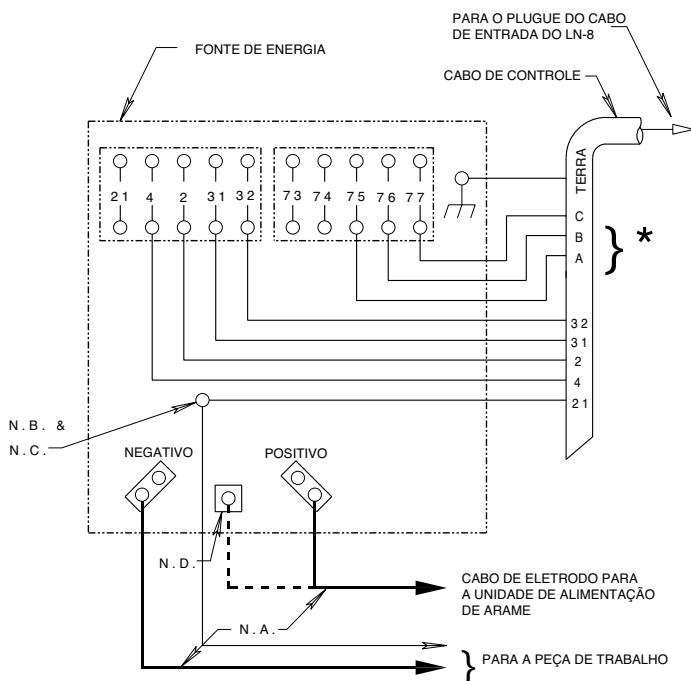 PARA O PLUGUE DO CABO
DE ENTRADA DO LN-8
FONTE DE ENERGIA
CABO DE CONTROLE
TERRA
21 4 2 31 32 73 74 75 76 77
C
B
A
} *
32
31
2
4
21
N.B. &
N.C.
NEGATIVO
POSITIVO
N.D.
CABO DE ELETRODO PARA
A UNIDADE DE ALIMENTAÇÃO
DE ARAME
N.A.
} PARA A PEÇA DE TRABALHO